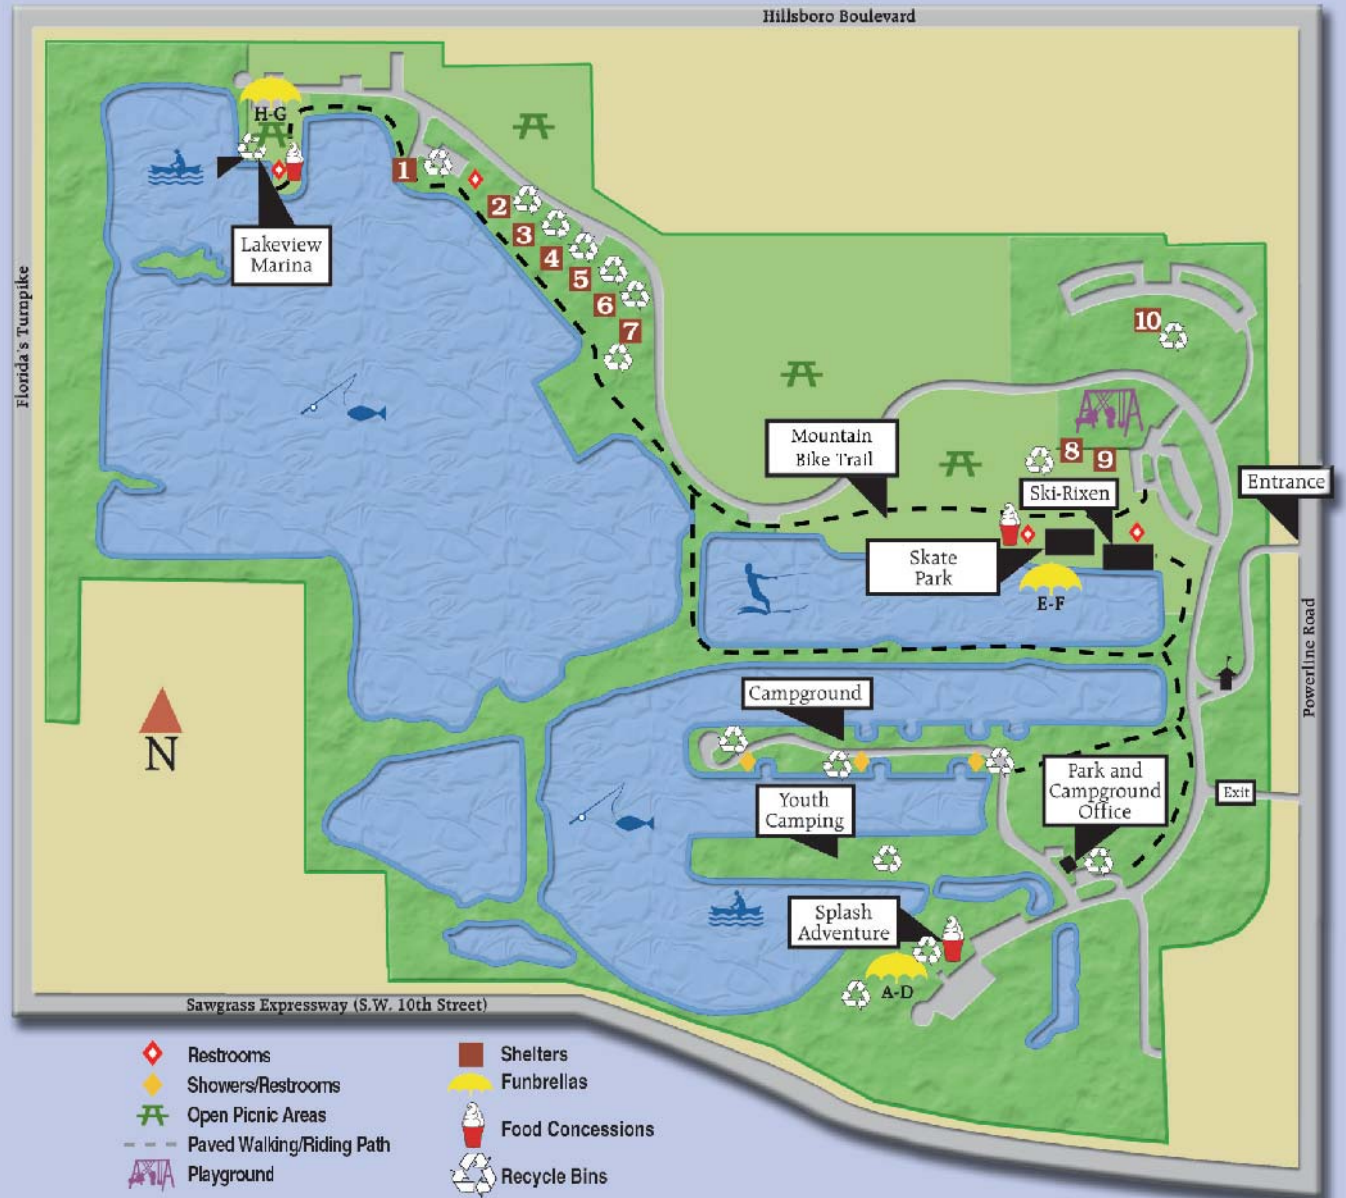 Hillsboro Boulevard
H-G
1
2
3
4
5
6
7
Lakeview
Marina
10
Florida's Turnpike
Mountain
Bike Trail
8
9
Ski-Rixen
Entrance
Skate
Park
E-F
Powerline Road
Campground
N
Youth
Camping
Park and
Campground
Office
Exit
Splash
Adventure
A-D
Sawgrass Expressway (S.W. 10th Street)
Restrooms
Showers/Restrooms
Open Picnic Areas
Paved Walking/Riding Path
Playground
Shelters
Funbrellas
Food Concessions
Recycle Bins